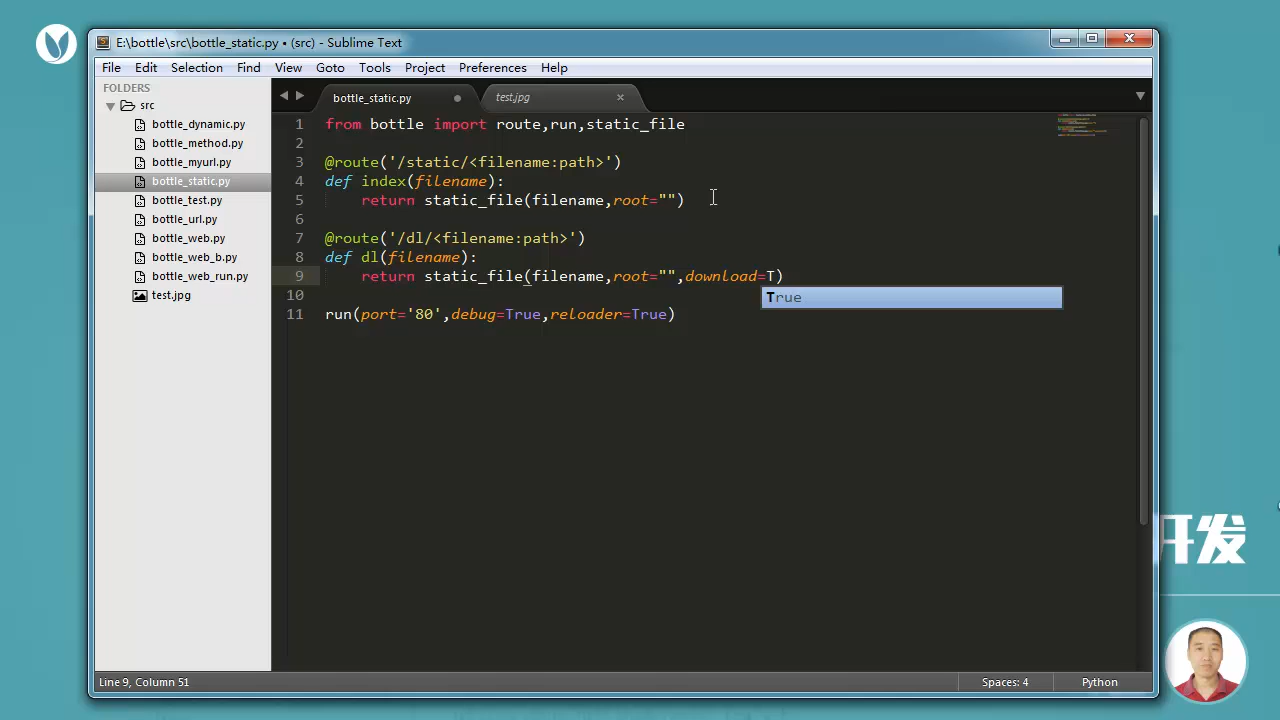 E:\bottle\src\bottle_static.py • (src) - Sublime Text
File Edit Selection Find View Goto Tools Project Preferences Help
FOLDERS
src
bottle_dynamic.py
bottle_method.py
bottle_myurl.py
bottle_static.py
bottle_test.py
bottle_url.py
bottle_web.py
bottle_web_b.py
bottle_web_run.py
test.jpg
bottle_static.py
test.jpg
1 from bottle import route,run,static_file
2
3 @route('/static/<filename:path>')
4 def index(filename):
5 return static_file(filename,root="")
6
7 @route('/dl/<filename:path>')
8 def dl(filename):
9 return static_file(filename,root="",download=T)
True
10
11 run(port='80',debug=True,reloader=True)
开发
Line 9, Column 51
Spaces: 4
Python